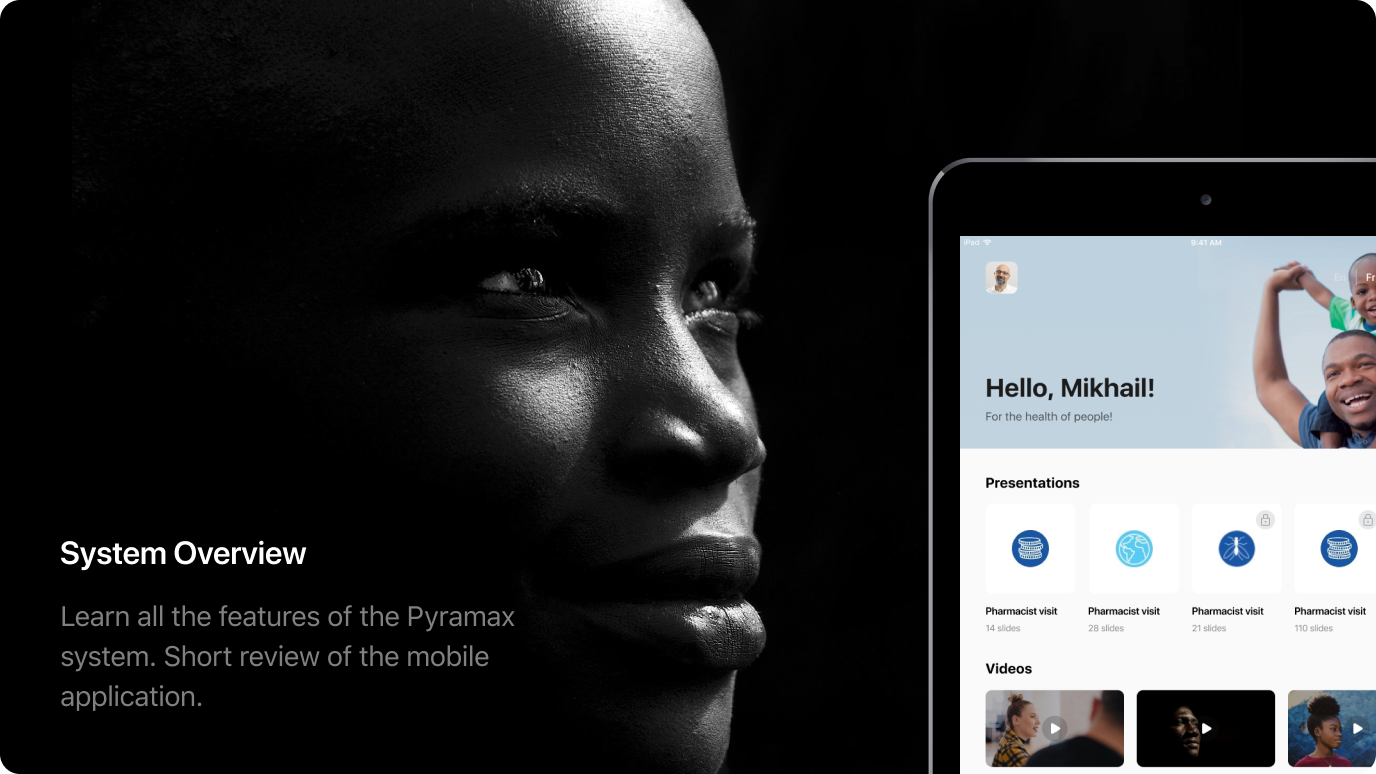 iPad
9:41 AM
En | Fr
Hello, Mikhail!
For the health of people!
Presentations
Pharmacist visit
14 slides
Pharmacist visit
28 slides
Pharmacist visit
21 slides
Pharmacist visit
110 slides
Videos
System Overview
Learn all the features of the Pyramax
system. Short review of the mobile
application.